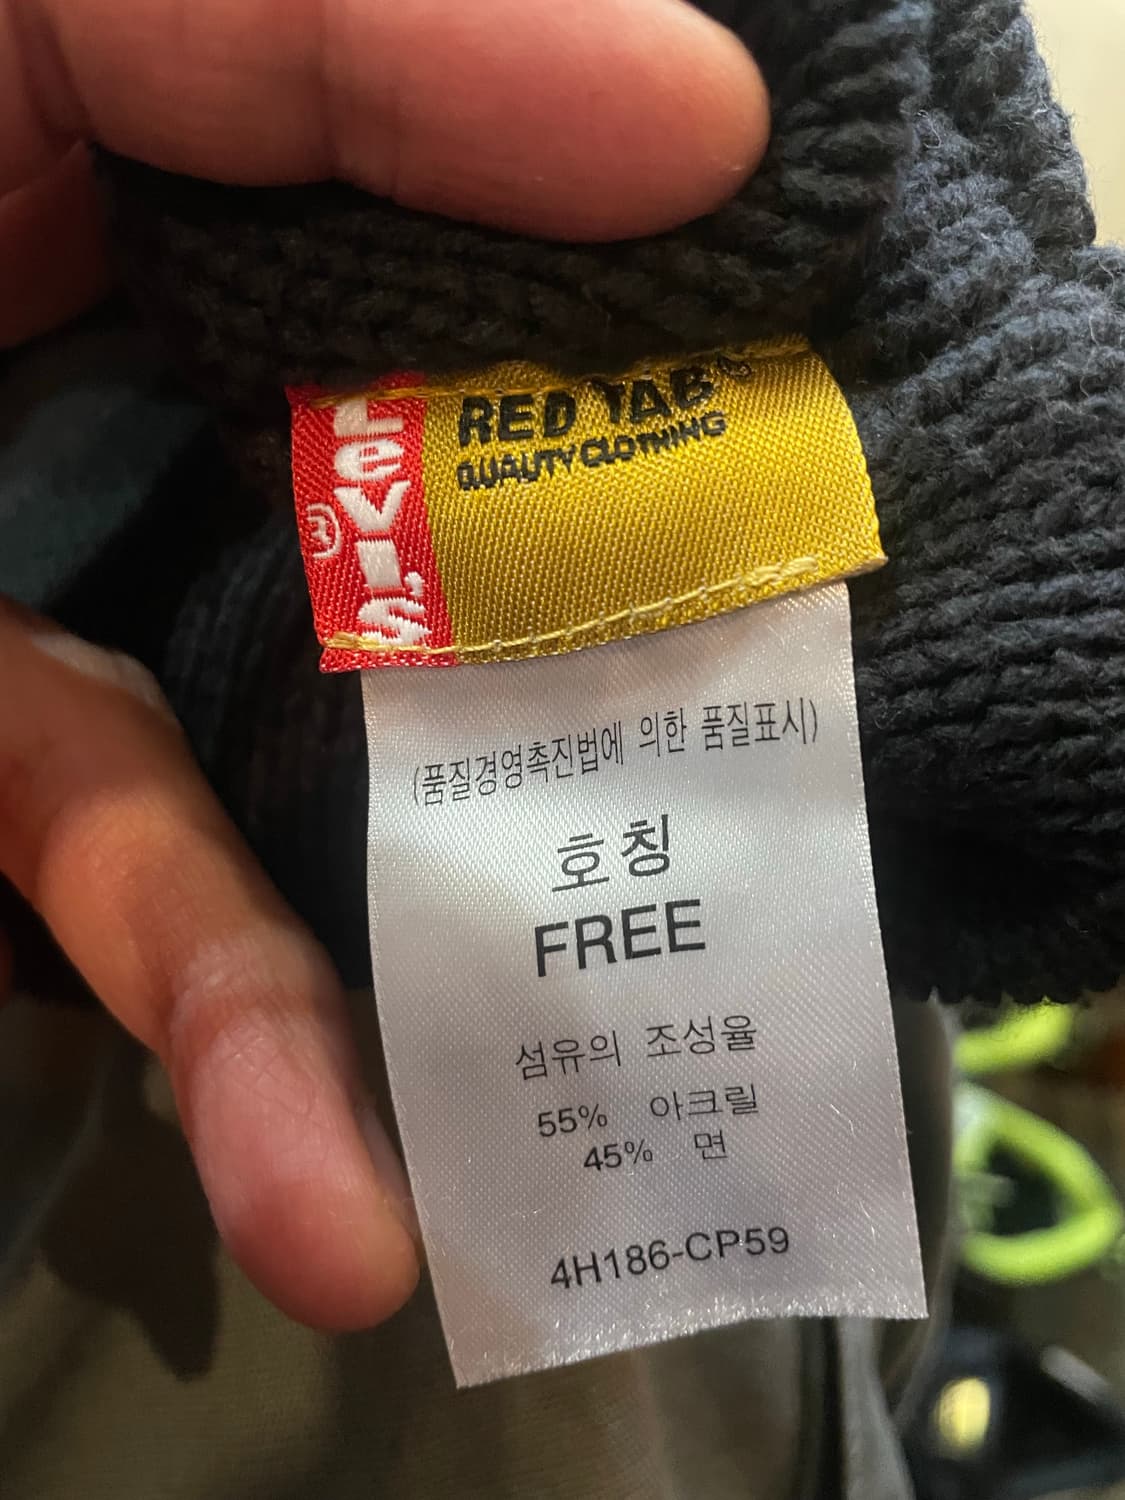 Levi's ®
RED TAB®
QUALITY CLOTHING
(품질경영촉진법에 의한 품질표시)
호칭
FREE
섬유의 조성율
55% 아크릴
45% 면
4H186-CP59